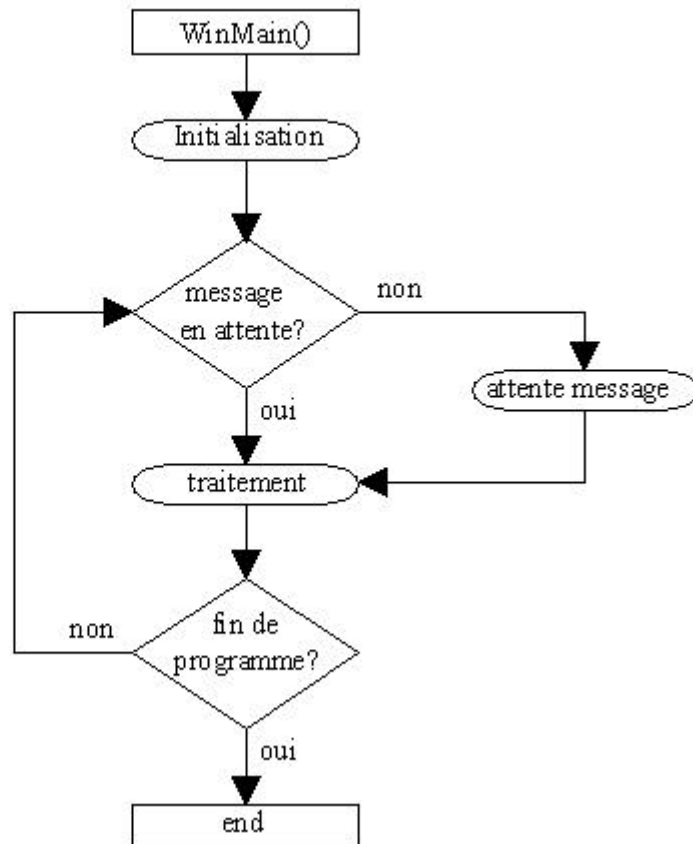 WinMain()
Initialisation
message
en attente?
non
attente message
oui
traitement
fin de
programme?
non
oui
end